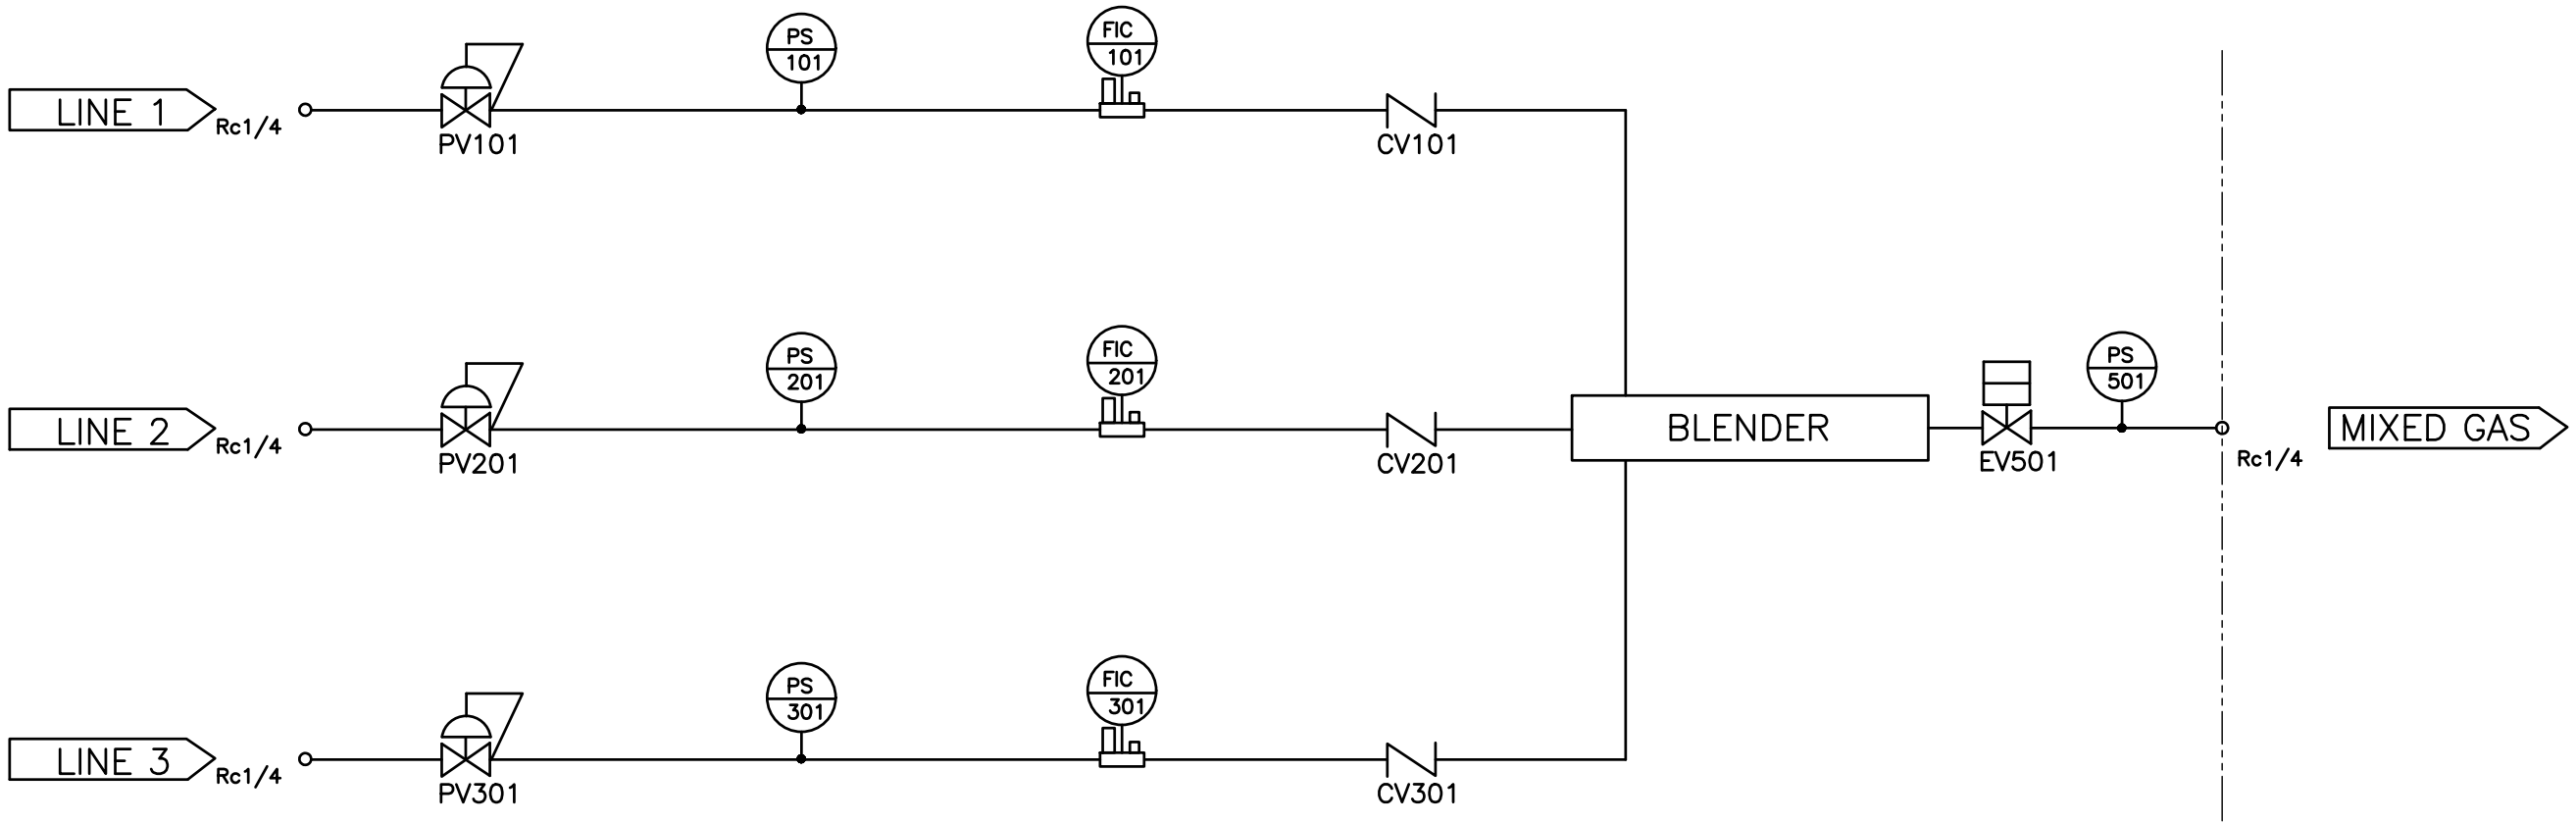 LINE 1
Rc1/4
PV101
PS
101
FIC
101
CV101
LINE 2
Rc1/4
PV201
PS
201
FIC
201
CV201
BLENDER
EV501
PS
501
Rc1/4
MIXED GAS
LINE 3
Rc1/4
PV301
PS
301
FIC
301
CV301